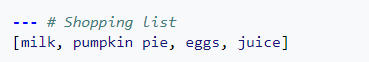 --- # Shopping list
[milk, pumpkin pie, eggs, juice]